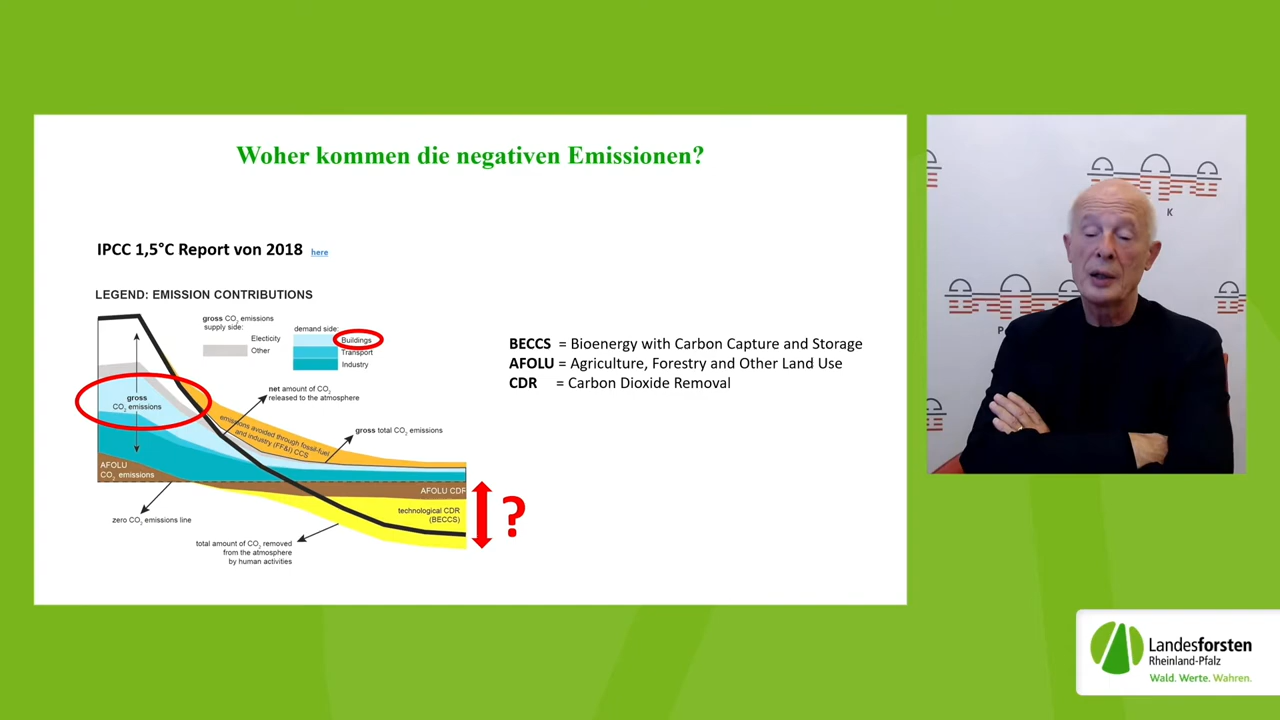 Woher kommen die negativen Emissionen?
IPCC 1,5°C Report von 2018 here
LEGEND: EMISSION CONTRIBUTIONS
gross CO2 emissions
supply side:
Electicity
Other
demand side:
Buildings
Transport
Industry
gross
CO2 emissions
net amount of CO2
released to the atmosphere
emissions avoided through fossil-fuel
and industry (FF&I) CCS
gross total CO2 emissions
AFOLU
CO2 emissions
AFOLU CDR
technological CDR
(BECCS)
zero CO2 emissions line
total amount of CO2 removed
from the atmosphere
by human activities
?
BECCS = Bioenergy with Carbon Capture and Storage
AFOLU = Agriculture, Forestry and Other Land Use
CDR = Carbon Dioxide Removal
K
Landesforsten
Rheinland-Pfalz
Wald. Werte. Wahren.